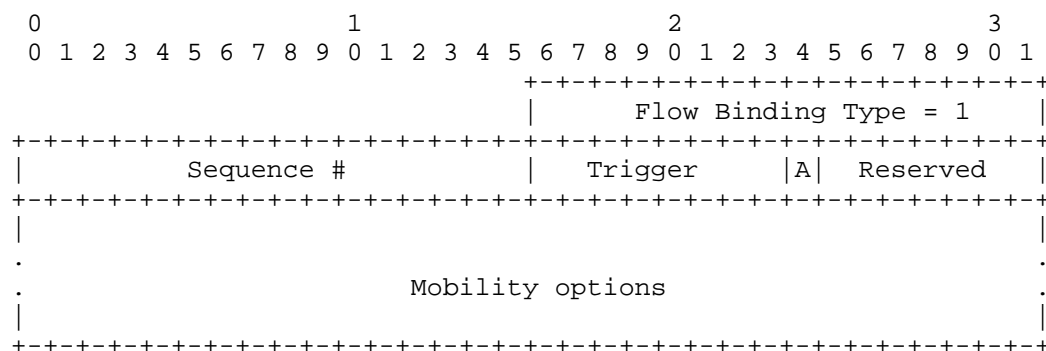 0                   1                   2                   3
 0 1 2 3 4 5 6 7 8 9 0 1 2 3 4 5 6 7 8 9 0 1 2 3 4 5 6 7 8 9 0 1
                                +-+-+-+-+-+-+-+-+-+-+-+-+-+-+-+-+
                                |     Flow Binding Type = 1     |
+-+-+-+-+-+-+-+-+-+-+-+-+-+-+-+-+-+-+-+-+-+-+-+-+-+-+-+-+-+-+-+-+
|          Sequence #           |   Trigger     |A|  Reserved   |
+-+-+-+-+-+-+-+-+-+-+-+-+-+-+-+-+-+-+-+-+-+-+-+-+-+-+-+-+-+-+-+-+
|                                                               |
.                                                               .
.                        Mobility options                       .
|                                                               |
+-+-+-+-+-+-+-+-+-+-+-+-+-+-+-+-+-+-+-+-+-+-+-+-+-+-+-+-+-+-+-+-+